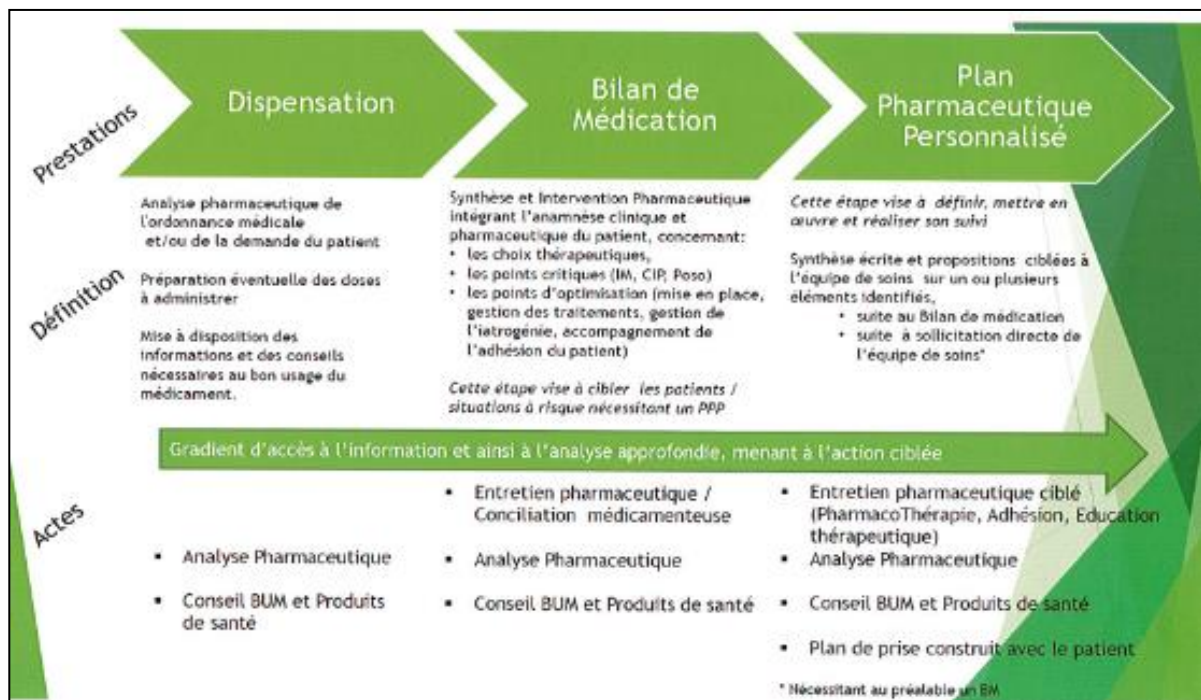 Prestations
Dispensation
Bilan de
Médication
Plan
Pharmaceutique
Personnalisé
Définition
Analyse pharmaceutique de
l'ordonnance médicale
et/ou de la demande du patient
Préparation éventuelle des doses
à administrer
Mise à disposition des
informations et des conseils
nécessaires au bon usage du
médicament.
Synthèse et Intervention Pharmaceutique
intégrant l'anamnèse clinique et
pharmaceutique du patient, concernant:
• les choix thérapeutiques,
• les points critiques (IM, CIP, Poso)
• les points d'optimisation (mise en place,
gestion des traitements, gestion de
l'iatrogénie, accompagnement de
l'adhésion du patient)
Cette étape vise à cibler les patients /
situations à risque nécessitant un PPP
Cette étape vise à définir, mettre en
œuvre et réaliser son suivi
Synthèse écrite et propositions ciblées à
l'équipe de soins sur un ou plusieurs
éléments identifiés,
• suite au Bilan de médication
• suite à sollicitation directe de
l'équipe de soins*
Gradient d'accès à l'information et ainsi à l'analyse approfondie, menant à l'action ciblée
Actes
▪ Analyse Pharmaceutique
▪ Conseil BUM et Produits
de santé
▪ Entretien pharmaceutique /
Conciliation médicamenteuse
▪ Analyse Pharmaceutique
▪ Conseil BUM et Produits de santé
▪ Entretien pharmaceutique ciblé
(PharmacoThérapie, Adhésion, Education
thérapeutique)
▪ Analyse Pharmaceutique
▪ Conseil BUM et Produits de santé
▪ Plan de prise construit avec le patient
* Nécessitant au préalable un BM